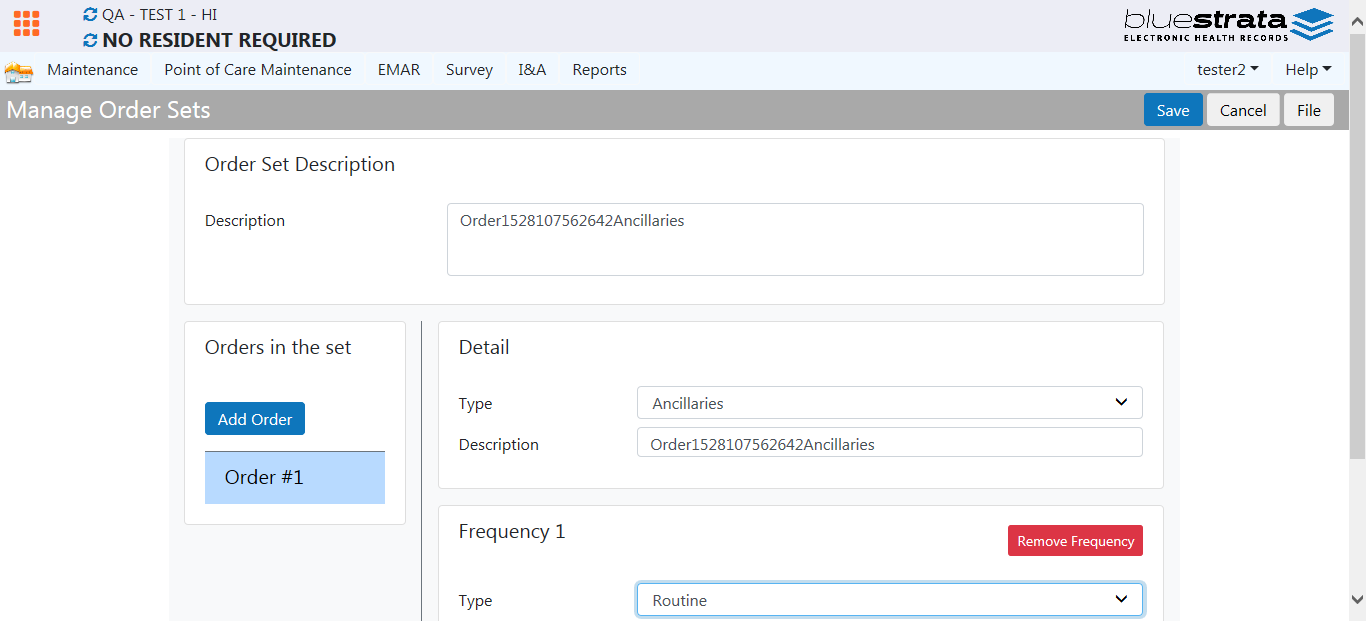 QA - TEST 1 - HI
NO RESIDENT REQUIRED
bluestrata
ELECTRONIC HEALTH RECORDS
Maintenance Point of Care Maintenance EMAR Survey I&A Reports tester2 Help
Manage Order Sets Save Cancel File
Order Set Description
Description Order1528107562642Ancillaries
Orders in the set
Add Order
Order #1
Detail
Type Ancillaries
Description Order1528107562642Ancillaries
Frequency 1
Remove Frequency
Type Routine